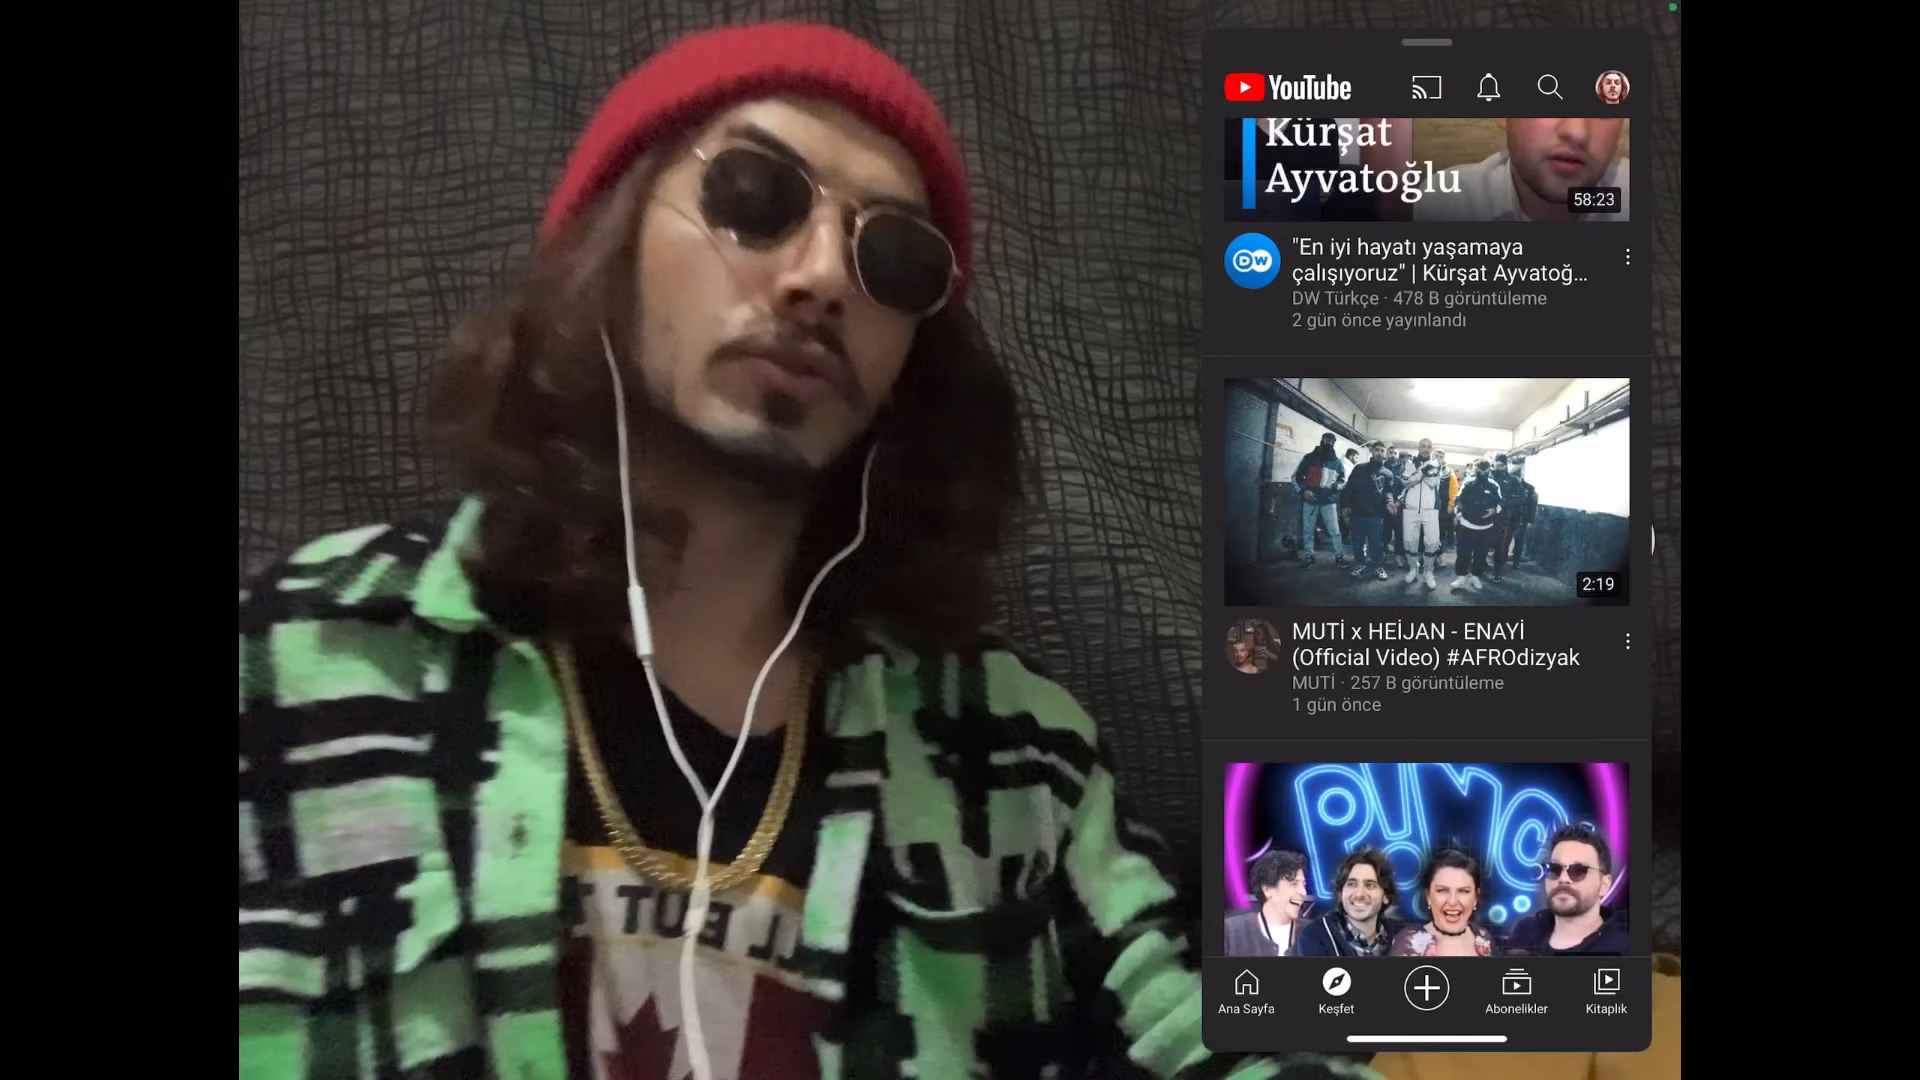 YouTube
Kürşat
Ayvatoğlu
58:23
DW
"En iyi hayatı yaşamaya
çalışıyoruz" | Kürşat Ayvatoğ...
DW Türkçe · 478 B görüntüleme
2 gün önce yayınlandı
2:19
MUTİ x HEİJAN - ENAYİ
(Official Video) #AFROdizyak
MUTİ · 257 B görüntüleme
1 gün önce
Ana Sayfa
Keşfet
Abonelikler
Kitaplık